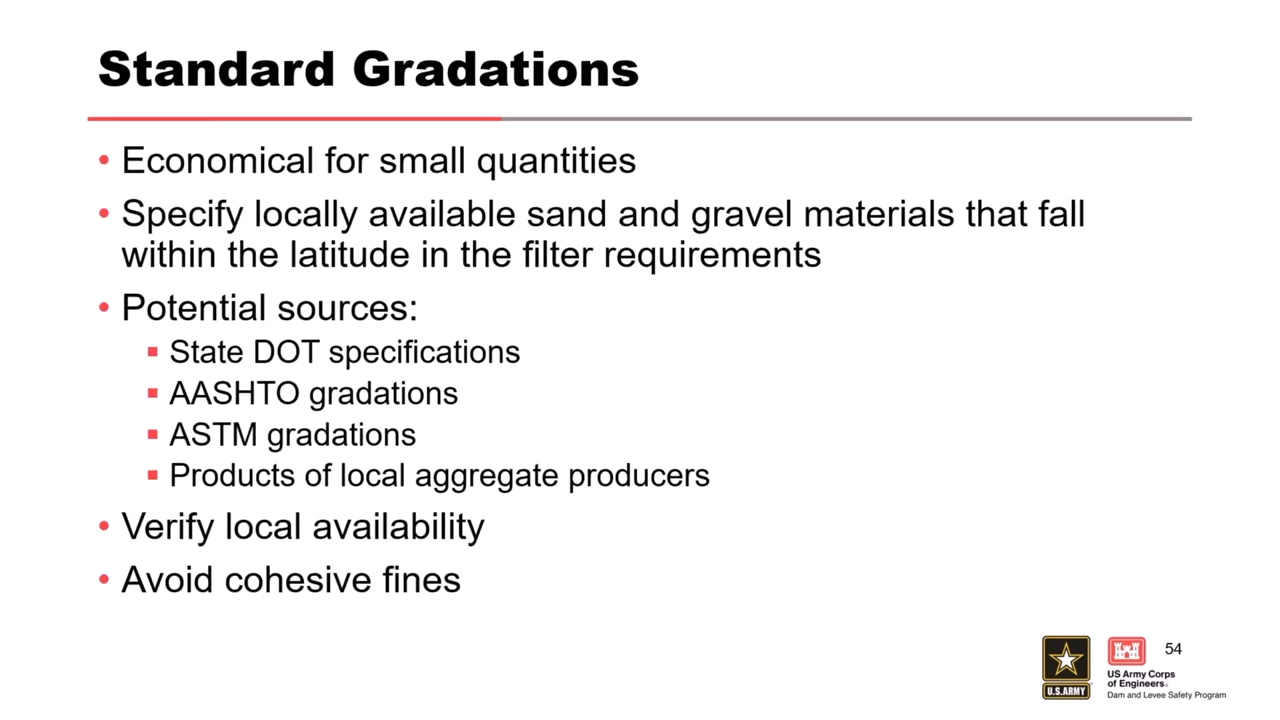 Standard Gradations
• Economical for small quantities
• Specify locally available sand and gravel materials that fall
within the latitude in the filter requirements
• Potential sources:
▪ State DOT specifications
▪ AASHTO gradations
▪ ASTM gradations
▪ Products of local aggregate producers
• Verify local availability
• Avoid cohesive fines
54
U.S.ARMY
US Army Corps
of Engineers®
Dam and Levee Safety Program